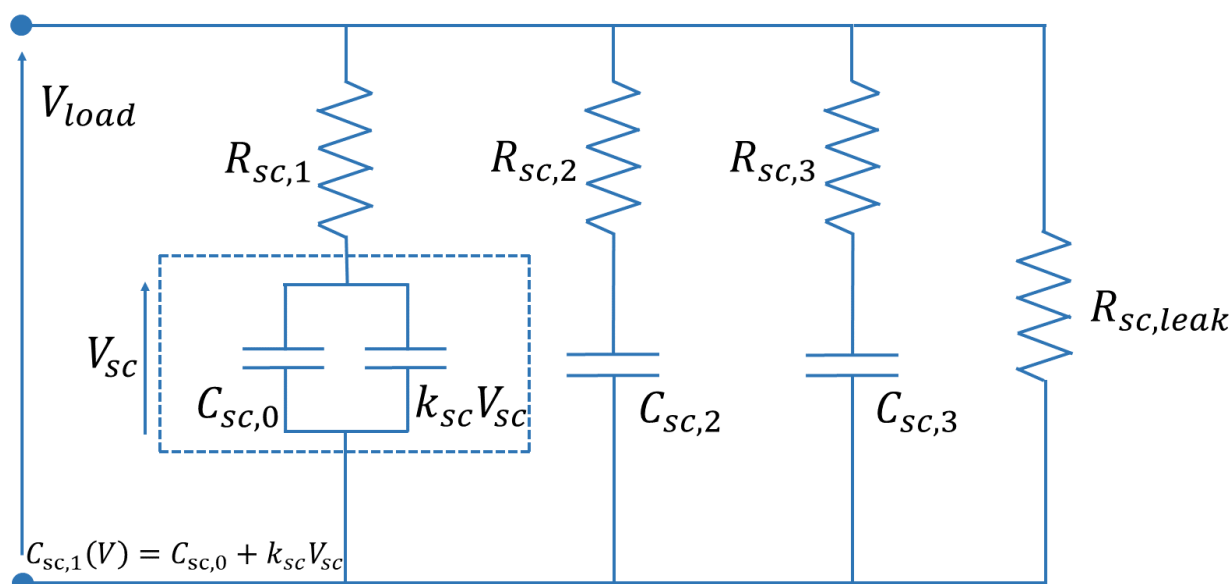 V_load
R_sc,1
R_sc,2
R_sc,3
R_sc,leak
V_sc
C_sc,0
k_sc V_sc
C_sc,2
C_sc,3
C_sc,1(V) = C_sc,0 + k_sc V_sc